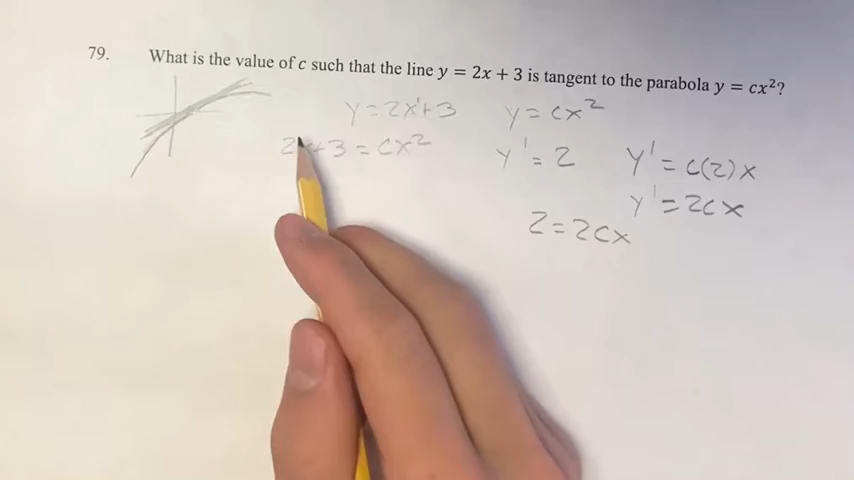 79. What is the value of c such that the line y = 2x + 3 is tangent to the parabola y = cx²?
y = 2x¹+3 y = cx²
2x+3 = cx² y' = 2 y' = c(2)x
y' = 2cx
2 = 2cx